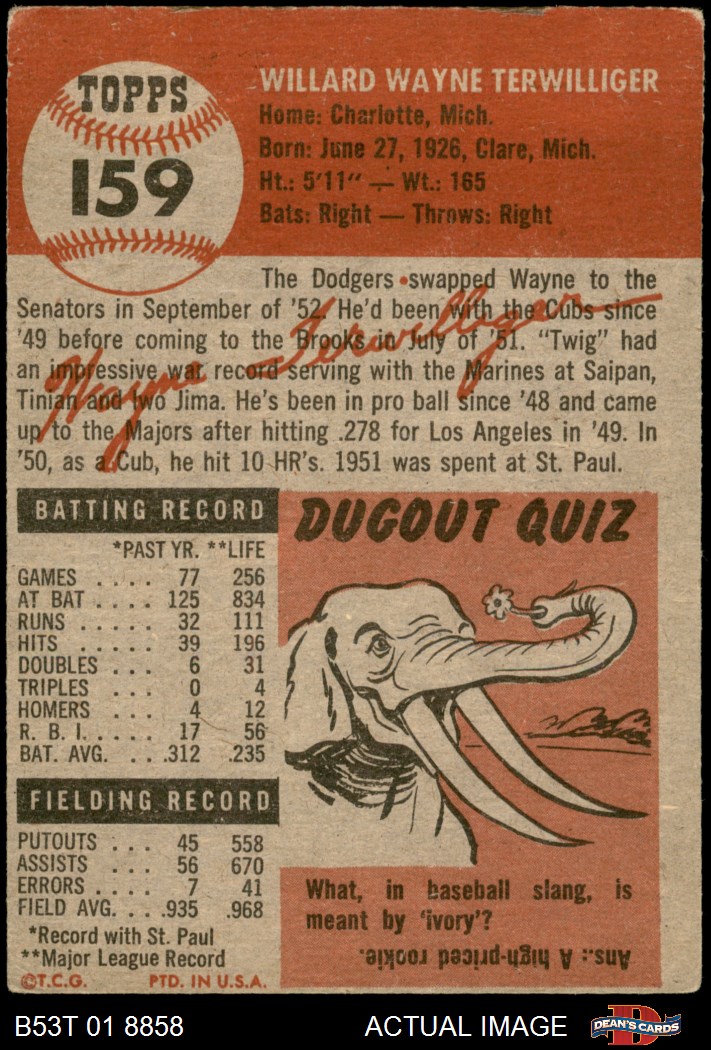 TOPPS
159
WILLARD WAYNE TERWILLIGER
Home: Charlotte, Mich.
Born: June 27, 1926, Clare, Mich.
Ht.: 5'11" — Wt.: 165
Bats: Right — Throws: Right
The Dodgers swapped Wayne to the
Senators in September of '52. He'd been with the Cubs since
'49 before coming to the Brooks in July of '51. "Twig" had
an impressive war record serving with the Marines at Saipan,
Tinian and Iwo Jima. He's been in pro ball since '48 and came
up to the Majors after hitting .278 for Los Angeles in '49. In
'50, as a Cub, he hit 10 HR's. 1951 was spent at St. Paul.
Wayne Terwilliger
BATTING RECORD
*PAST YR. **LIFE
GAMES . . . . 77 256
AT BAT . . . . 125 834
RUNS . . . . . 32 111
HITS . . . . . 39 196
DOUBLES . . . 6 31
TRIPLES . . . 0 4
HOMERS . . . 4 12
R. B. I. . . . . . 17 56
BAT. AVG. . . .312 .235
FIELDING RECORD
PUTOUTS . . . 45 558
ASSISTS . . . 56 670
ERRORS . . . . 7 41
FIELD AVG. . . .935 .968
*Record with St. Paul
**Major League Record
©T.C.G. PTD. IN U.S.A.
DUGOUT QUIZ
What, in baseball slang, is
meant by 'ivory'?
Ans.: A high-priced rookie.
B53T 01 8858 ACTUAL IMAGE
D
DEAN'S CARDS